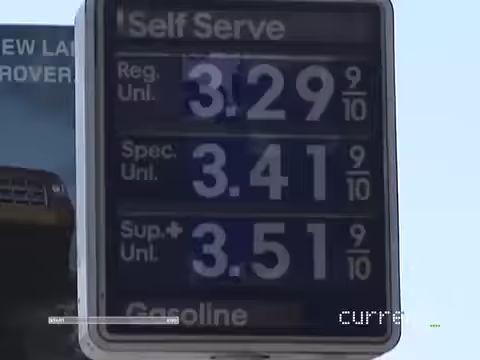 Self Serve
EW LA
ROVER
Reg. Unl. 3.29 9/10
Spec. Unl. 3.41 9/10
Sup.+ Unl. 3.51 9/10
Gasoline
curre